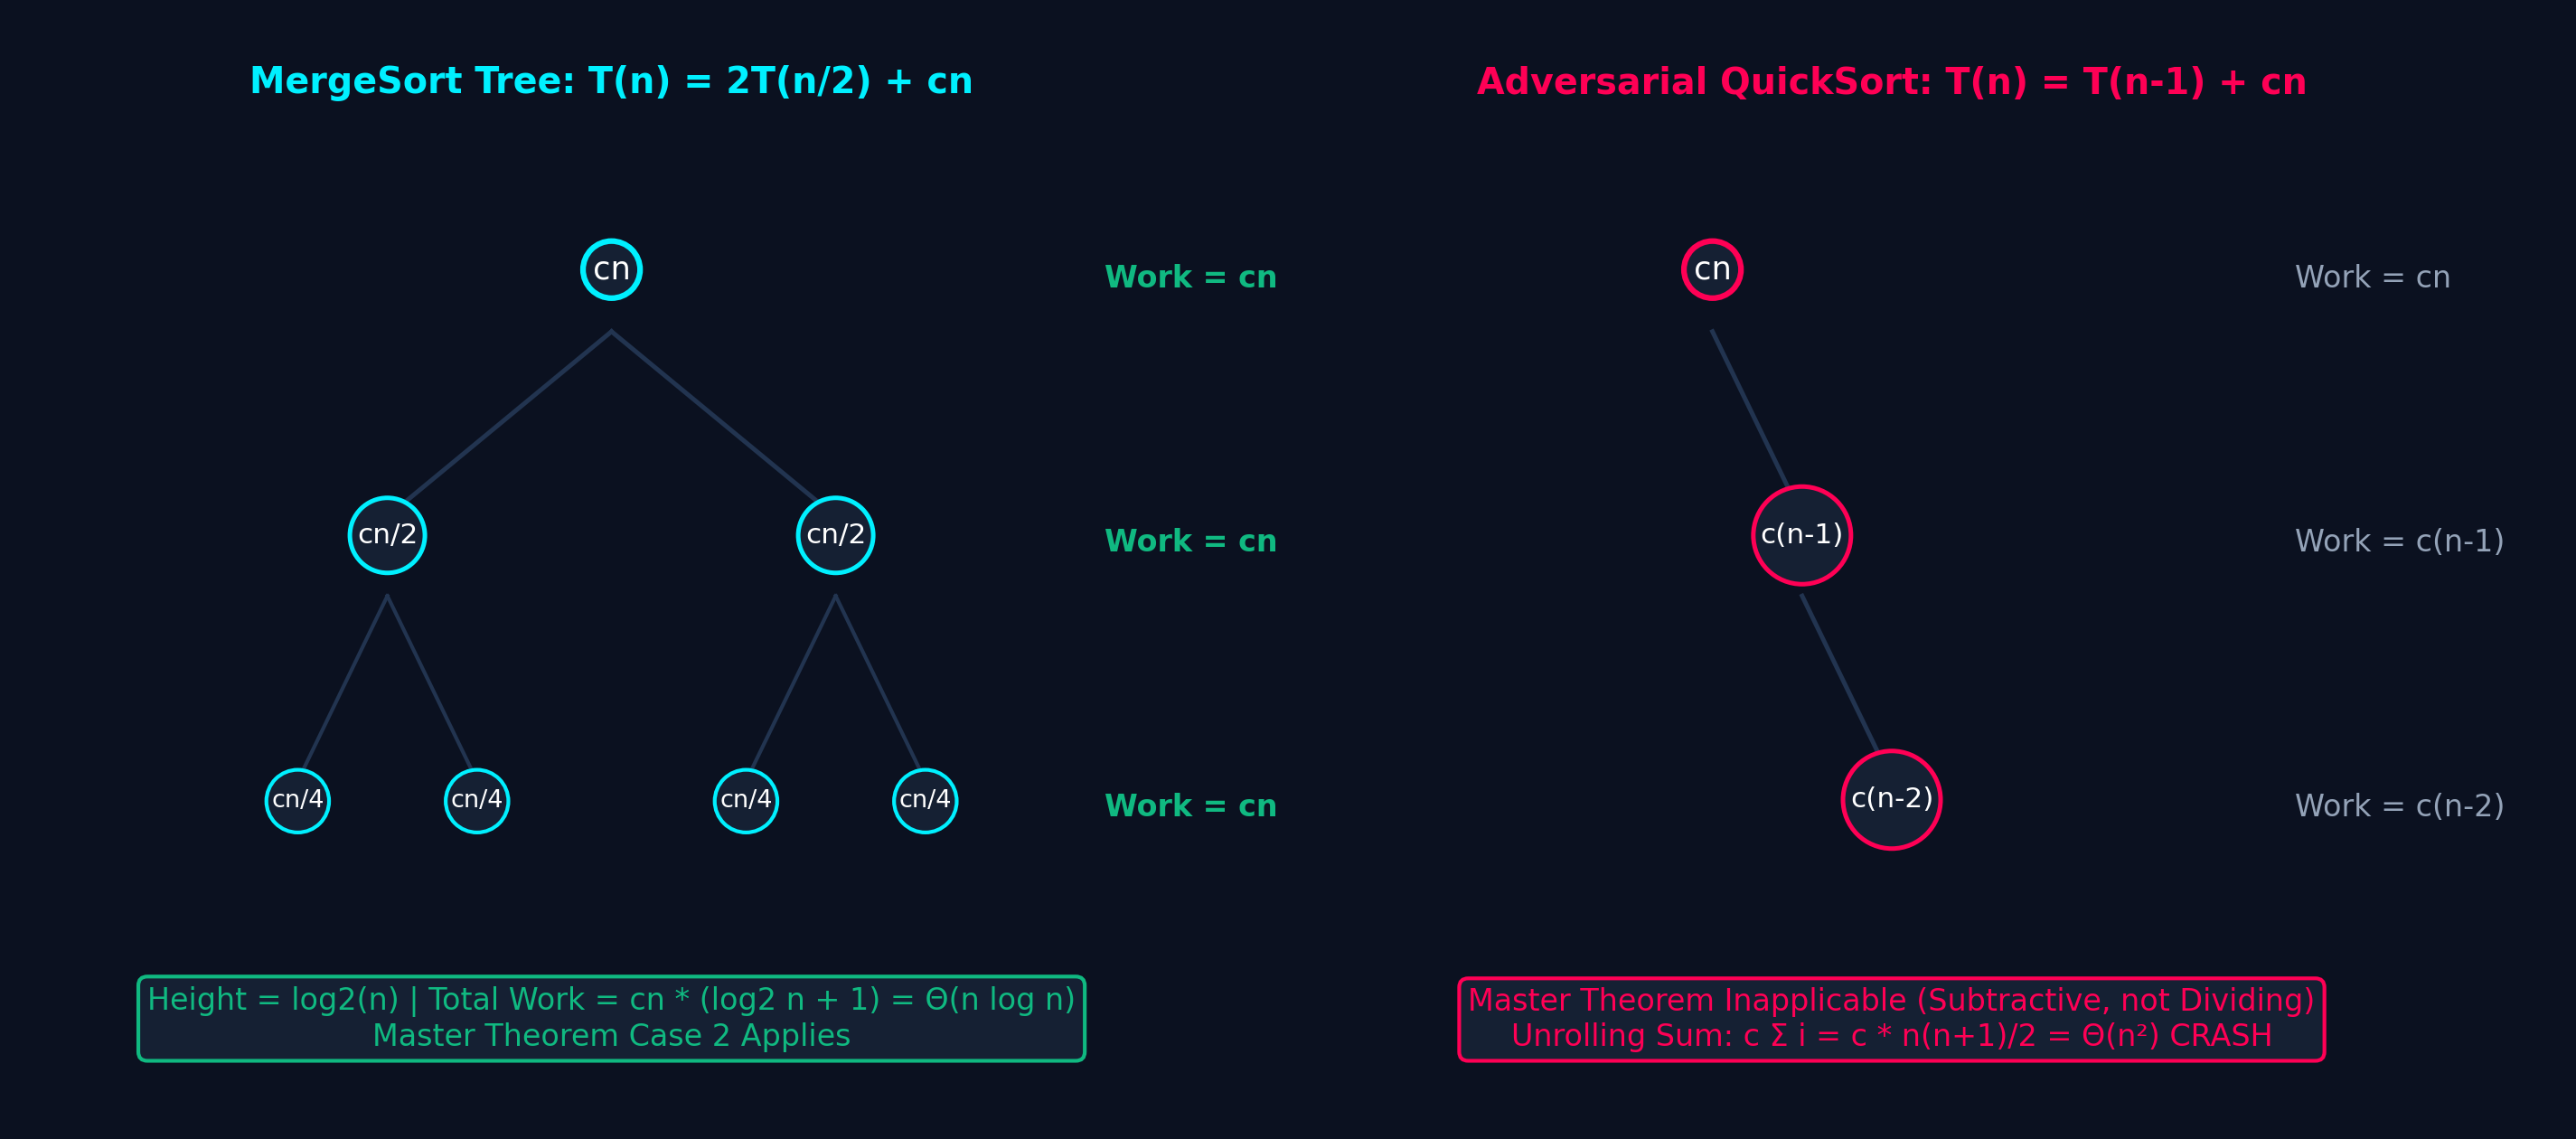 MergeSort Tree: T(n) = 2T(n/2) + cn
cn
Work = cn
cn/2
cn/2
Work = cn
cn/4
cn/4
cn/4
cn/4
Work = cn
Height = log2(n) | Total Work = cn * (log2 n + 1) = Θ(n log n)
Master Theorem Case 2 Applies
Adversarial QuickSort: T(n) = T(n-1) + cn
cn
Work = cn
c(n-1)
Work = c(n-1)
c(n-2)
Work = c(n-2)
Master Theorem Inapplicable (Subtractive, not Dividing)
Unrolling Sum: c Σ i = c * n(n+1)/2 = Θ(n²) CRASH